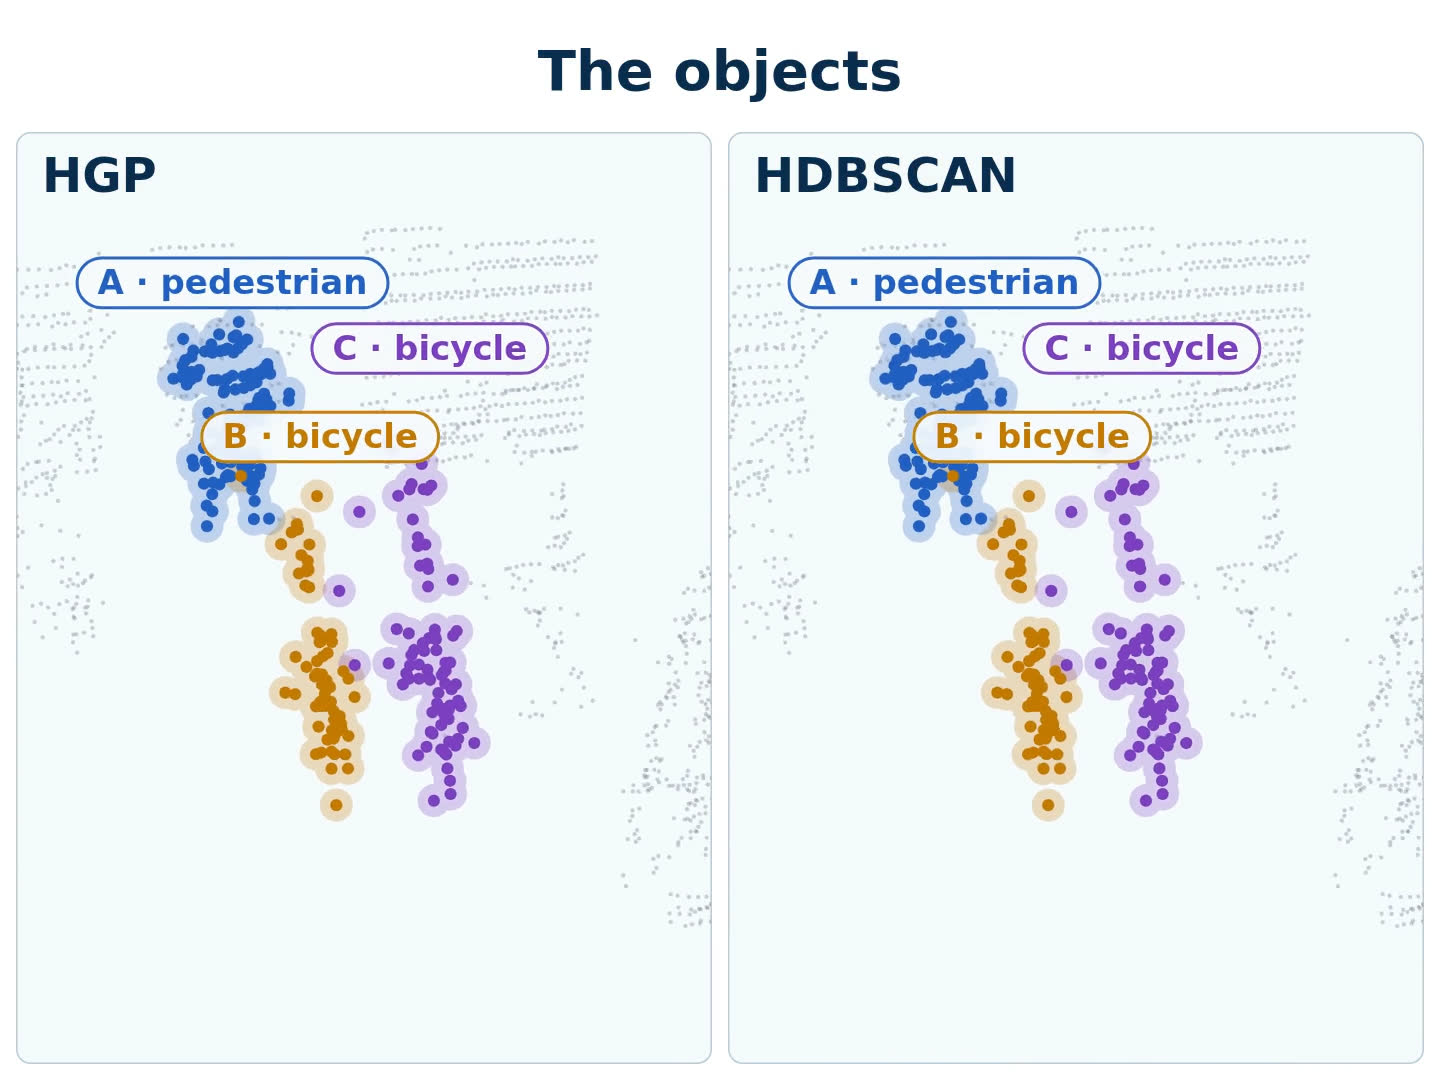 The objects
HGP
A · pedestrian
C · bicycle
B · bicycle
HDBSCAN
A · pedestrian
C · bicycle
B · bicycle